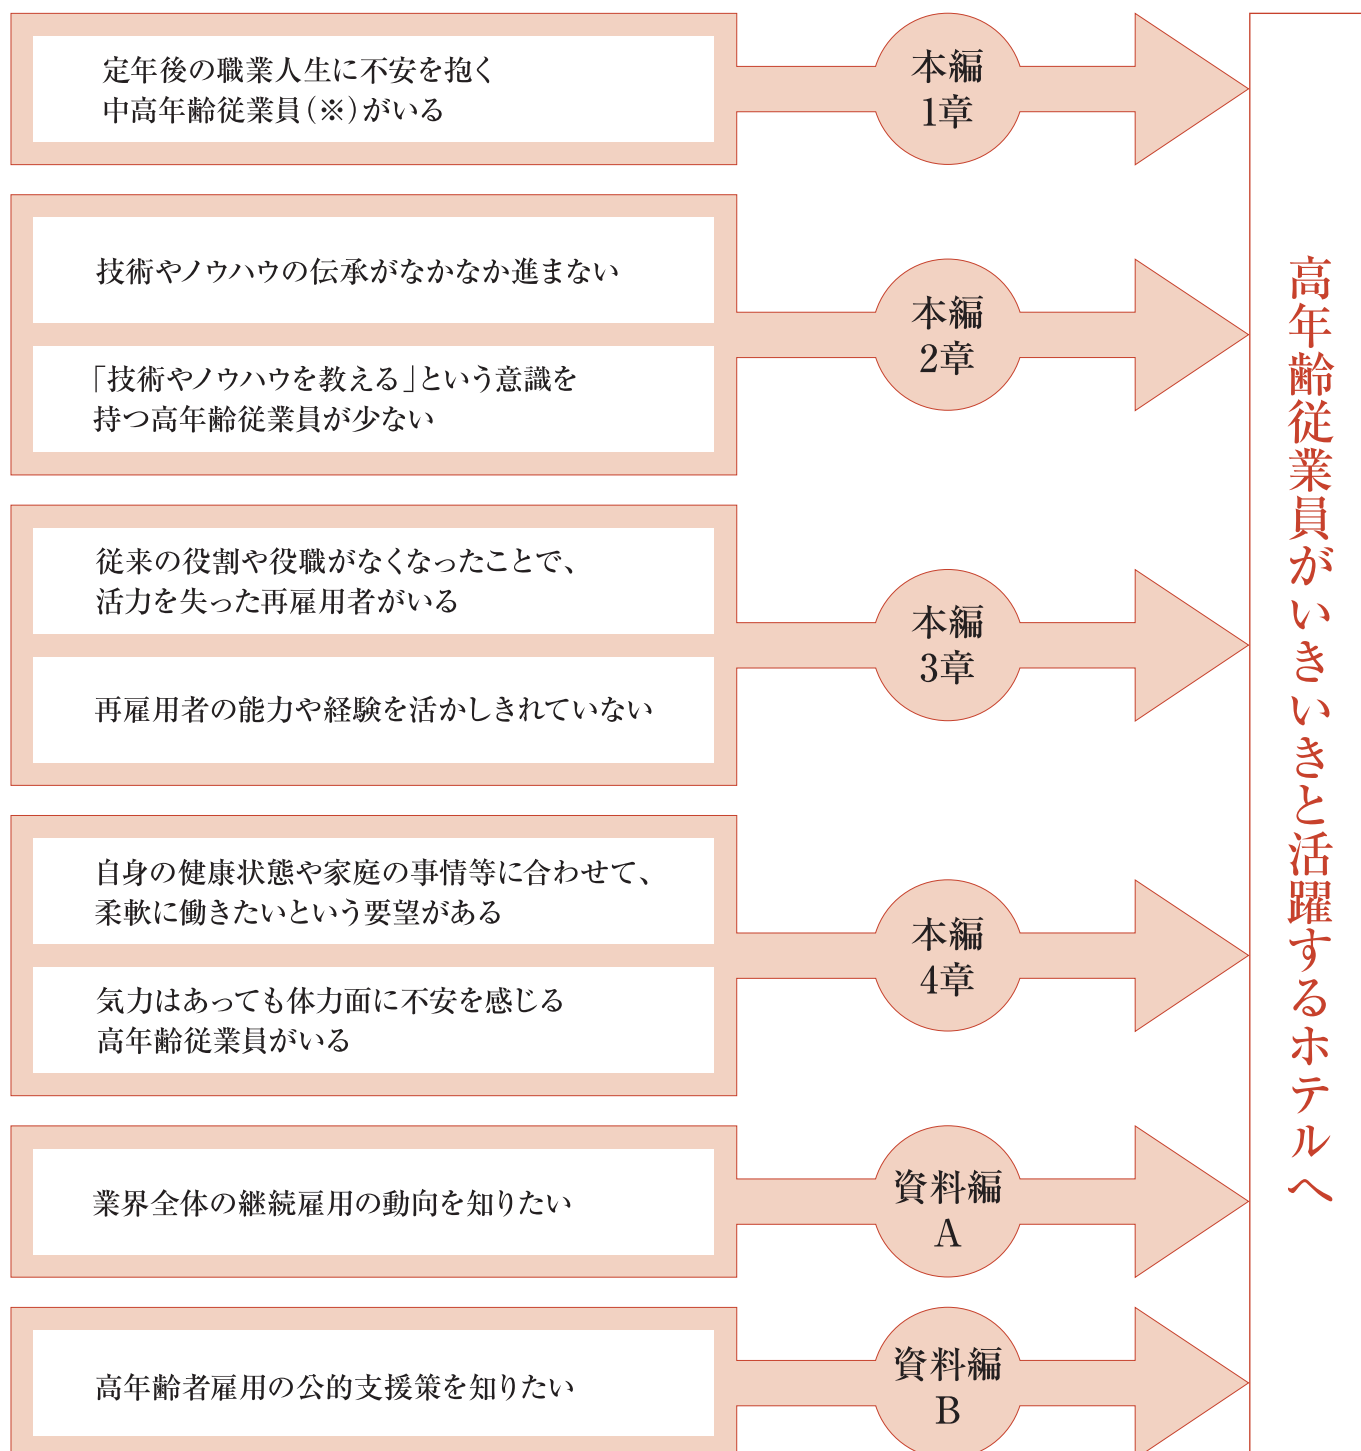 定年後の職業人生に不安を抱く
中高年齢従業員(※)がいる
本編
1章
技術やノウハウの伝承がなかなか進まない
「技術やノウハウを教える」という意識を
持つ高年齢従業員が少ない
本編
2章
従来の役割や役職がなくなったことで、
活力を失った再雇用者がいる
再雇用者の能力や経験を活かしきれていない
本編
3章
自身の健康状態や家庭の事情等に合わせて、
柔軟に働きたいという要望がある
気力はあっても体力面に不安を感じる
高年齢従業員がいる
本編
4章
業界全体の継続雇用の動向を知りたい
資料編
A
高年齢者雇用の公的支援策を知りたい
資料編
B
高年齢従業員がいきいきと活躍するホテルへ